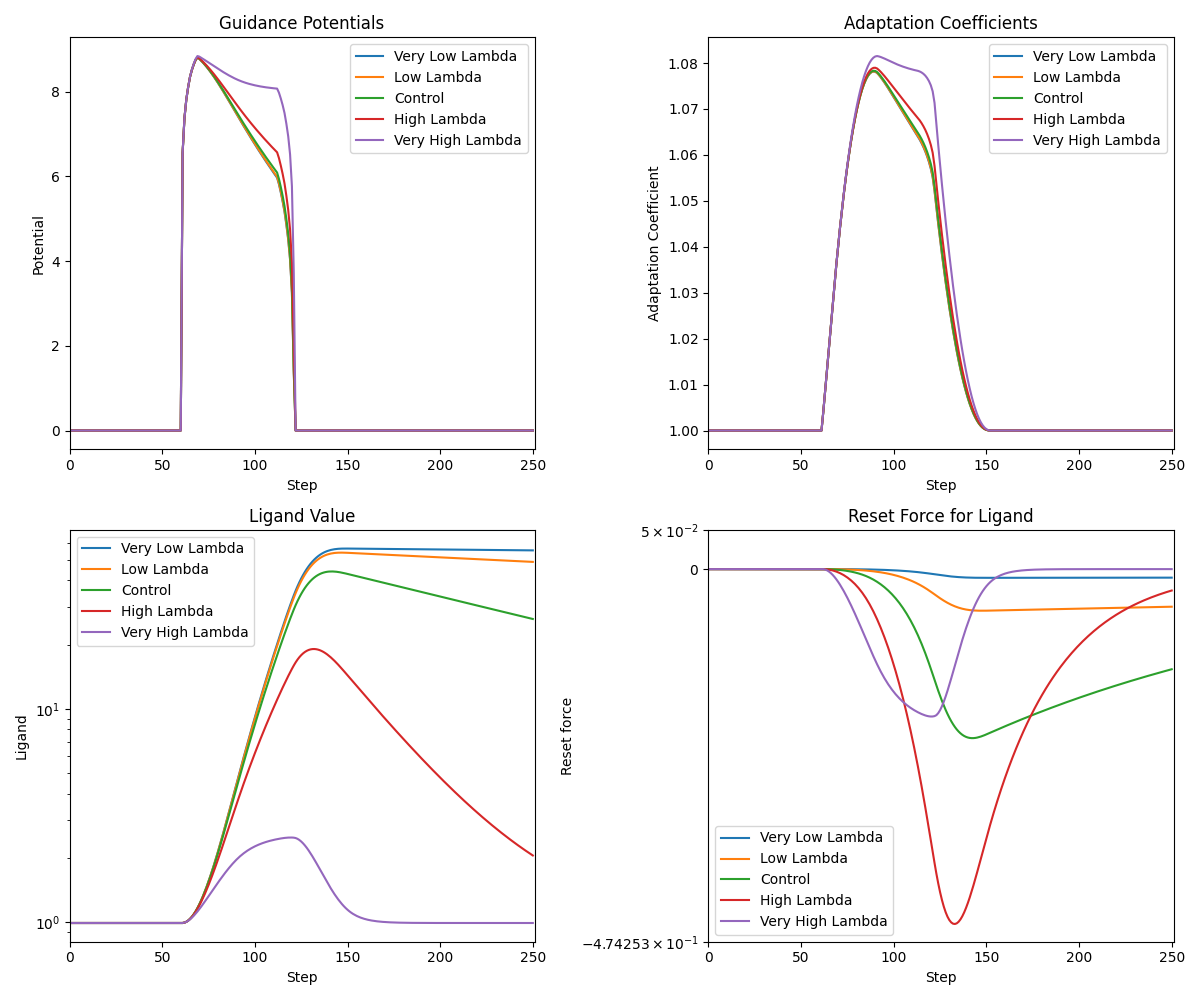 Guidance Potentials
Potential
8
6
4
2
0
Very Low Lambda
Low Lambda
Control
High Lambda
Very High Lambda
0 50 100 150 200 250
Step
Adaptation Coefficients
Adaptation Coefficient
1.08
1.07
1.06
1.05
1.04
1.03
1.02
1.01
1.00
Very Low Lambda
Low Lambda
Control
High Lambda
Very High Lambda
0 50 100 150 200 250
Step
Ligand Value
Ligand
10¹
10⁰
Very Low Lambda
Low Lambda
Control
High Lambda
Very High Lambda
0 50 100 150 200 250
Step
Reset Force for Ligand
Reset force
5 × 10⁻²
0
−4.74253 × 10⁻¹
Very Low Lambda
Low Lambda
Control
High Lambda
Very High Lambda
0 50 100 150 200 250
Step